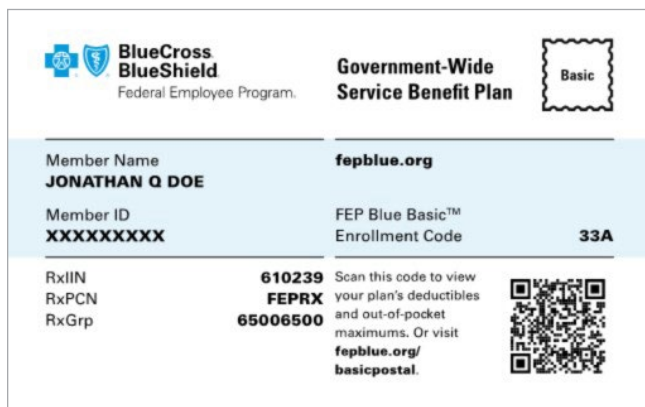 BlueCross
BlueShield
Federal Employee Program.
Government-Wide
Service Benefit Plan
Basic
Member Name
JONATHAN Q DOE
Member ID
XXXXXXXXX
fepblue.org
FEP Blue Basic™
Enrollment Code 33A
RxIIN 610239
RxPCN FEPRX
RxGrp 65006500
Scan this code to view
your plan's deductibles
and out-of-pocket
maximums. Or visit
fepblue.org/
basicpostal.